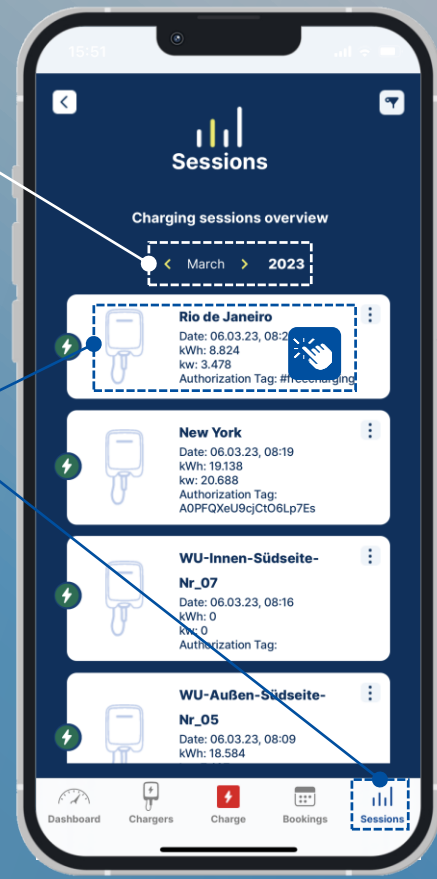 15:51
Sessions
Charging sessions overview
< March > 2023
Rio de Janeiro
Date: 06.03.23, 08:2
kWh: 8.824
kw: 3.478
Authorization Tag: #freecharging
New York
Date: 06.03.23, 08:19
kWh: 19.138
kw: 20.688
Authorization Tag:
A0PFQXeU9cjCtO6Lp7Es
WU-Innen-Südseite-
Nr_07
Date: 06.03.23, 08:16
kWh: 0
kw: 0
Authorization Tag:
WU-Außen-Südseite-
Nr_05
Date: 06.03.23, 08:09
kWh: 18.584
Dashboard Chargers Charge Bookings Sessions